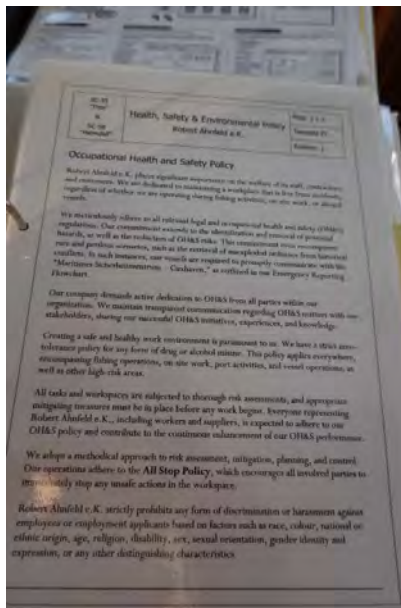 Health, Safety & Environmental Policy
Robert Ahnfeld e.K.
Occupational Health and Safety Policy
Robert Ahnfeld e.K. places significant importance on the welfare of its staff, contractors,
and customers. We are dedicated to maintaining a workplace that is free from accidents
regardless of whether we are operating during fishing activities, on site work, or aboard
vessels.
We meticulously adhere to all relevant legal and occupational health and safety (OH&S)
regulations. Our commitment extends to the identification and removal of potential
hazards, as well as the reduction of OH&S risks. This commitment even encompasses
rare and perilous scenarios, such as the retrieval of unexploded ordnance from historical
conflicts. In such instances, our vessels are required to promptly communicate with the
"Maritimes Sicherheitszentrum - Cuxhaven," as outlined in our Emergency Reporting
Flowchart.
Our company demands active dedication to OH&S from all parties within our
organization. We maintain transparent communication regarding OH&S matters with our
stakeholders, sharing our successful OH&S initiatives, experiences, and knowledge.
Creating a safe and healthy work environment is paramount to us. We have a strict zero-
tolerance policy for any form of drug or alcohol misuse. This policy applies everywhere,
encompassing fishing operations, on site work, port activities, and vessel operations, as
well as other high-risk areas.
All tasks and workspaces are subjected to thorough risk assessments, and appropriate
mitigating measures must be in place before any work begins. Everyone representing
Robert Ahnfeld e.K., including workers and suppliers, is expected to adhere to our
OH&S policy and contribute to the continuous enhancement of our OH&S performance.
We adopt a methodical approach to risk assessment, mitigation, planning, and control.
Our operations adhere to the All Stop Policy, which encourages all involved parties to
immediately stop any unsafe actions in the workspace.
Robert Ahnfeld e.K. strictly prohibits any form of discrimination or harassment against
employees or employment applicants based on factors such as race, colour, national or
ethnic origin, age, religion, disability, sex, sexual orientation, gender identity and
expression, or any other distinguishing characteristics